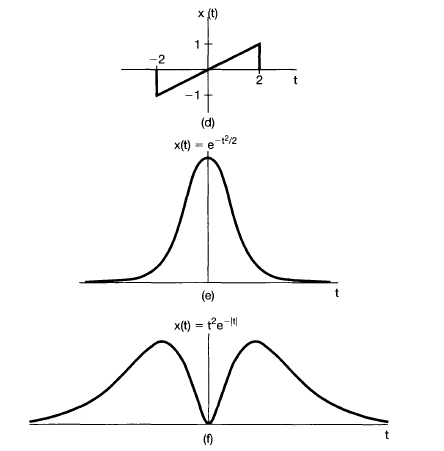 x (t)
1
−2
2
t
−1
(d)
x(t) = e^{−t²/2}
(e)
t
x(t) = t²e^{−|t|}
(f)
t